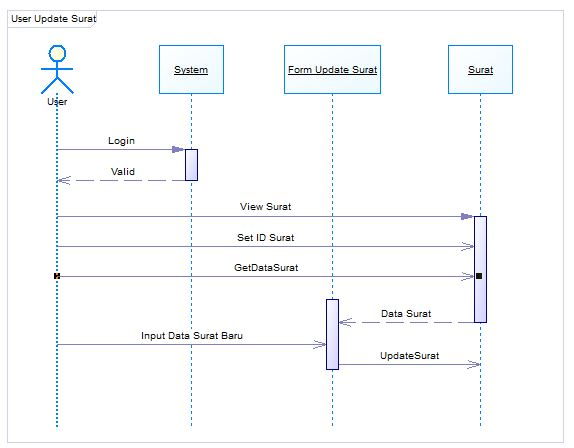 User Update Surat
User
System
Form Update Surat
Surat
Login
Valid
View Surat
Set ID Surat
GetDataSurat
Data Surat
Input Data Surat Baru
UpdateSurat